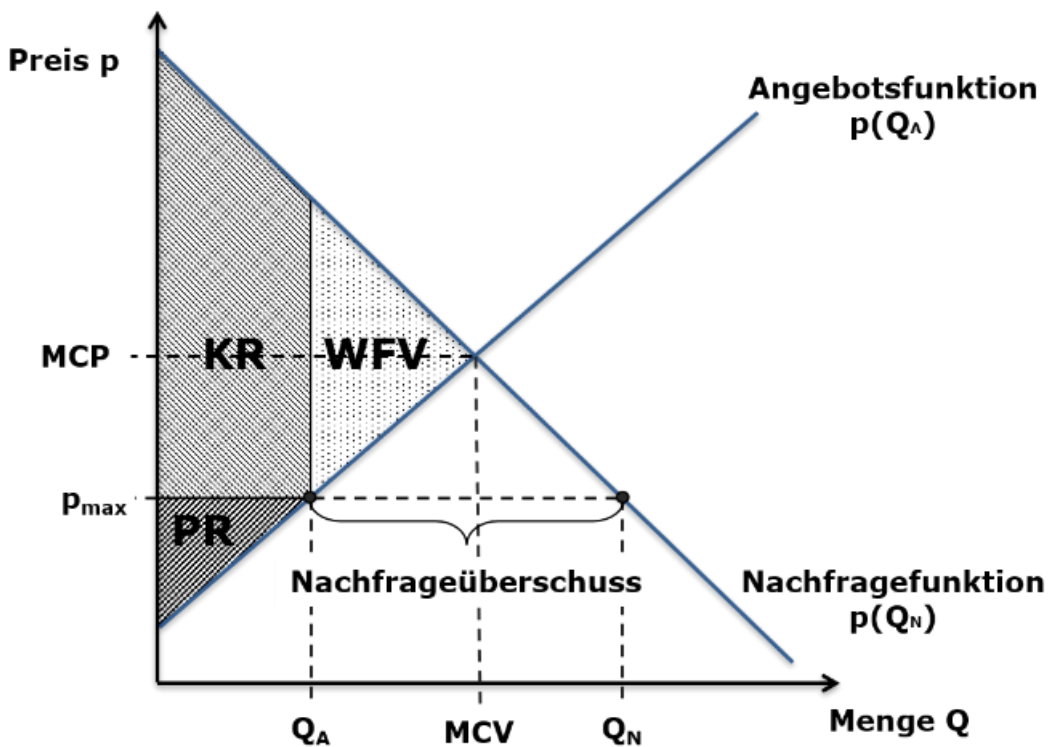 Preis p
Angebotsfunktion
p(QA)
KR
WFV
MCP
pmax
PR
Nachfrageüberschuss
Nachfragefunktion
p(QN)
QA
MCV
QN
Menge Q